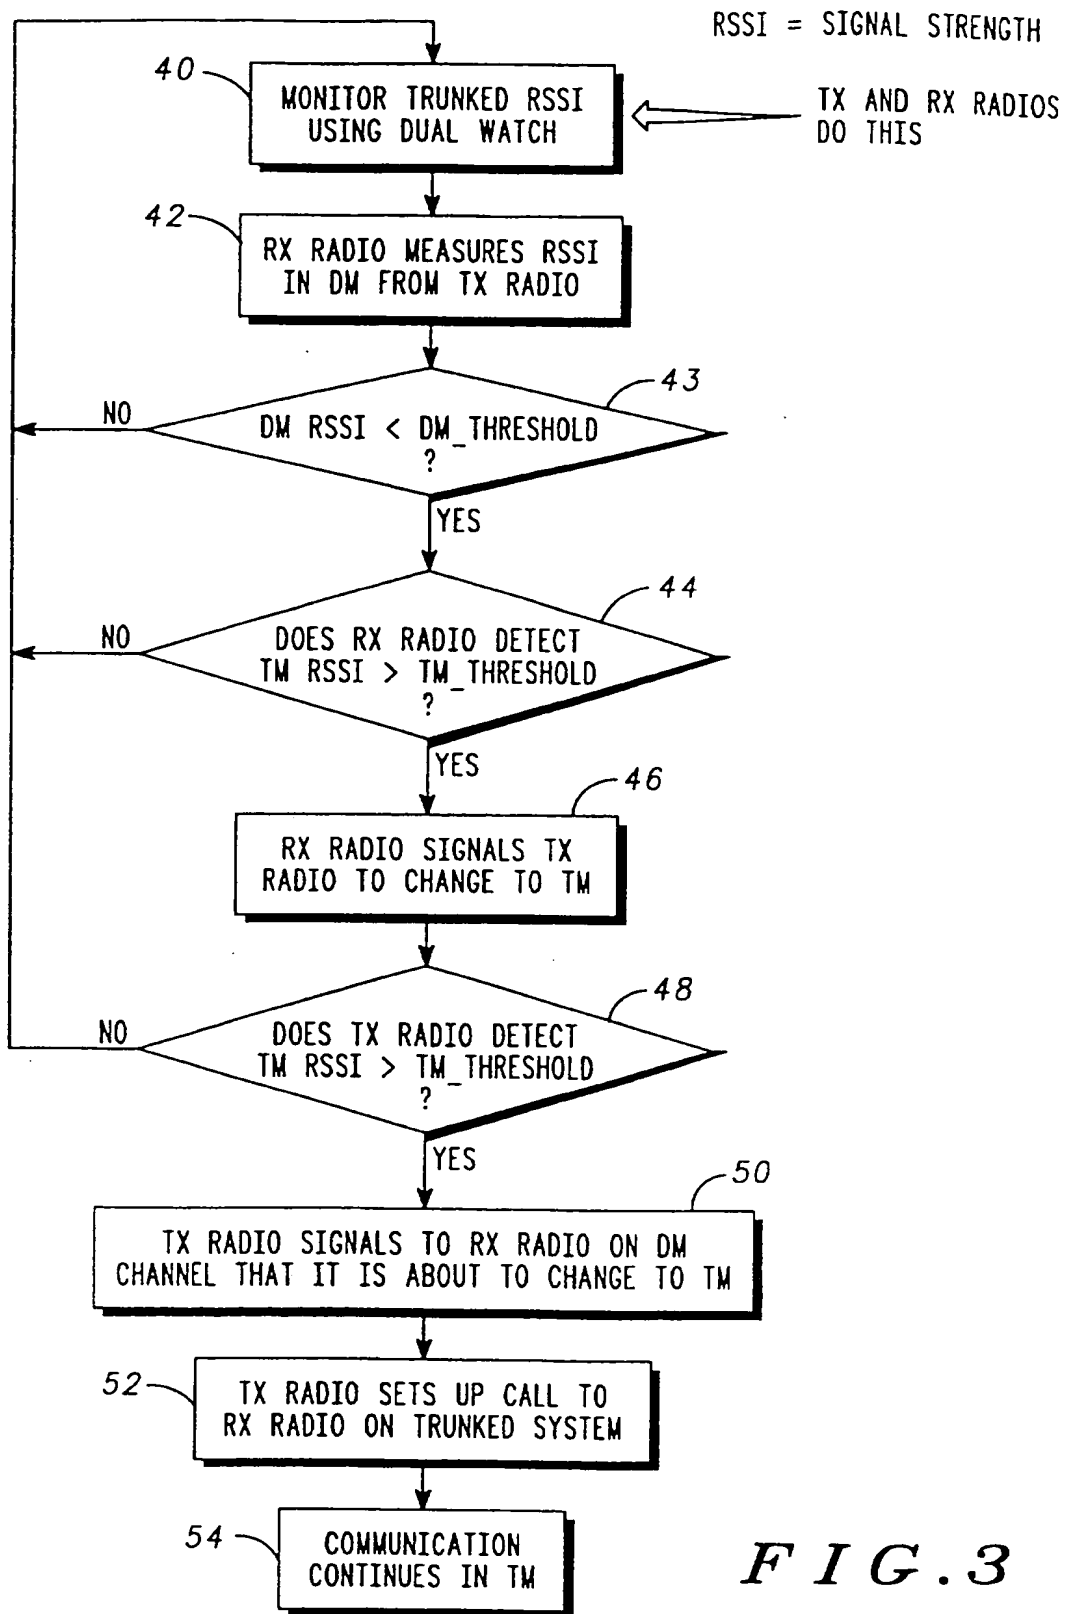 RSSI = SIGNAL STRENGTH
40
MONITOR TRUNKED RSSI
USING DUAL WATCH
TX AND RX RADIOS
DO THIS
42
RX RADIO MEASURES RSSI
IN DM FROM TX RADIO
43
NO
DM RSSI < DM_THRESHOLD
?
YES
44
NO
DOES RX RADIO DETECT
TM RSSI > TM_THRESHOLD
?
YES
46
RX RADIO SIGNALS TX
RADIO TO CHANGE TO TM
48
NO
DOES TX RADIO DETECT
TM RSSI > TM_THRESHOLD
?
YES
50
TX RADIO SIGNALS TO RX RADIO ON DM
CHANNEL THAT IT IS ABOUT TO CHANGE TO TM
52
TX RADIO SETS UP CALL TO
RX RADIO ON TRUNKED SYSTEM
54
COMMUNICATION
CONTINUES IN TM
FIG.3